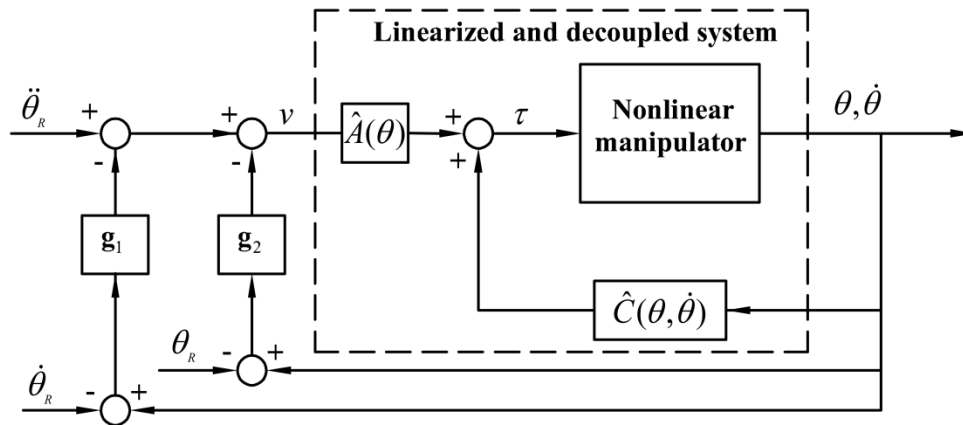 Linearized and decoupled system
θ̈_R + + v Â(θ) + τ Nonlinear manipulator θ, θ̇
- - +
g₁ g₂
Ĉ(θ, θ̇)
θ_R - +
θ̇_R - +